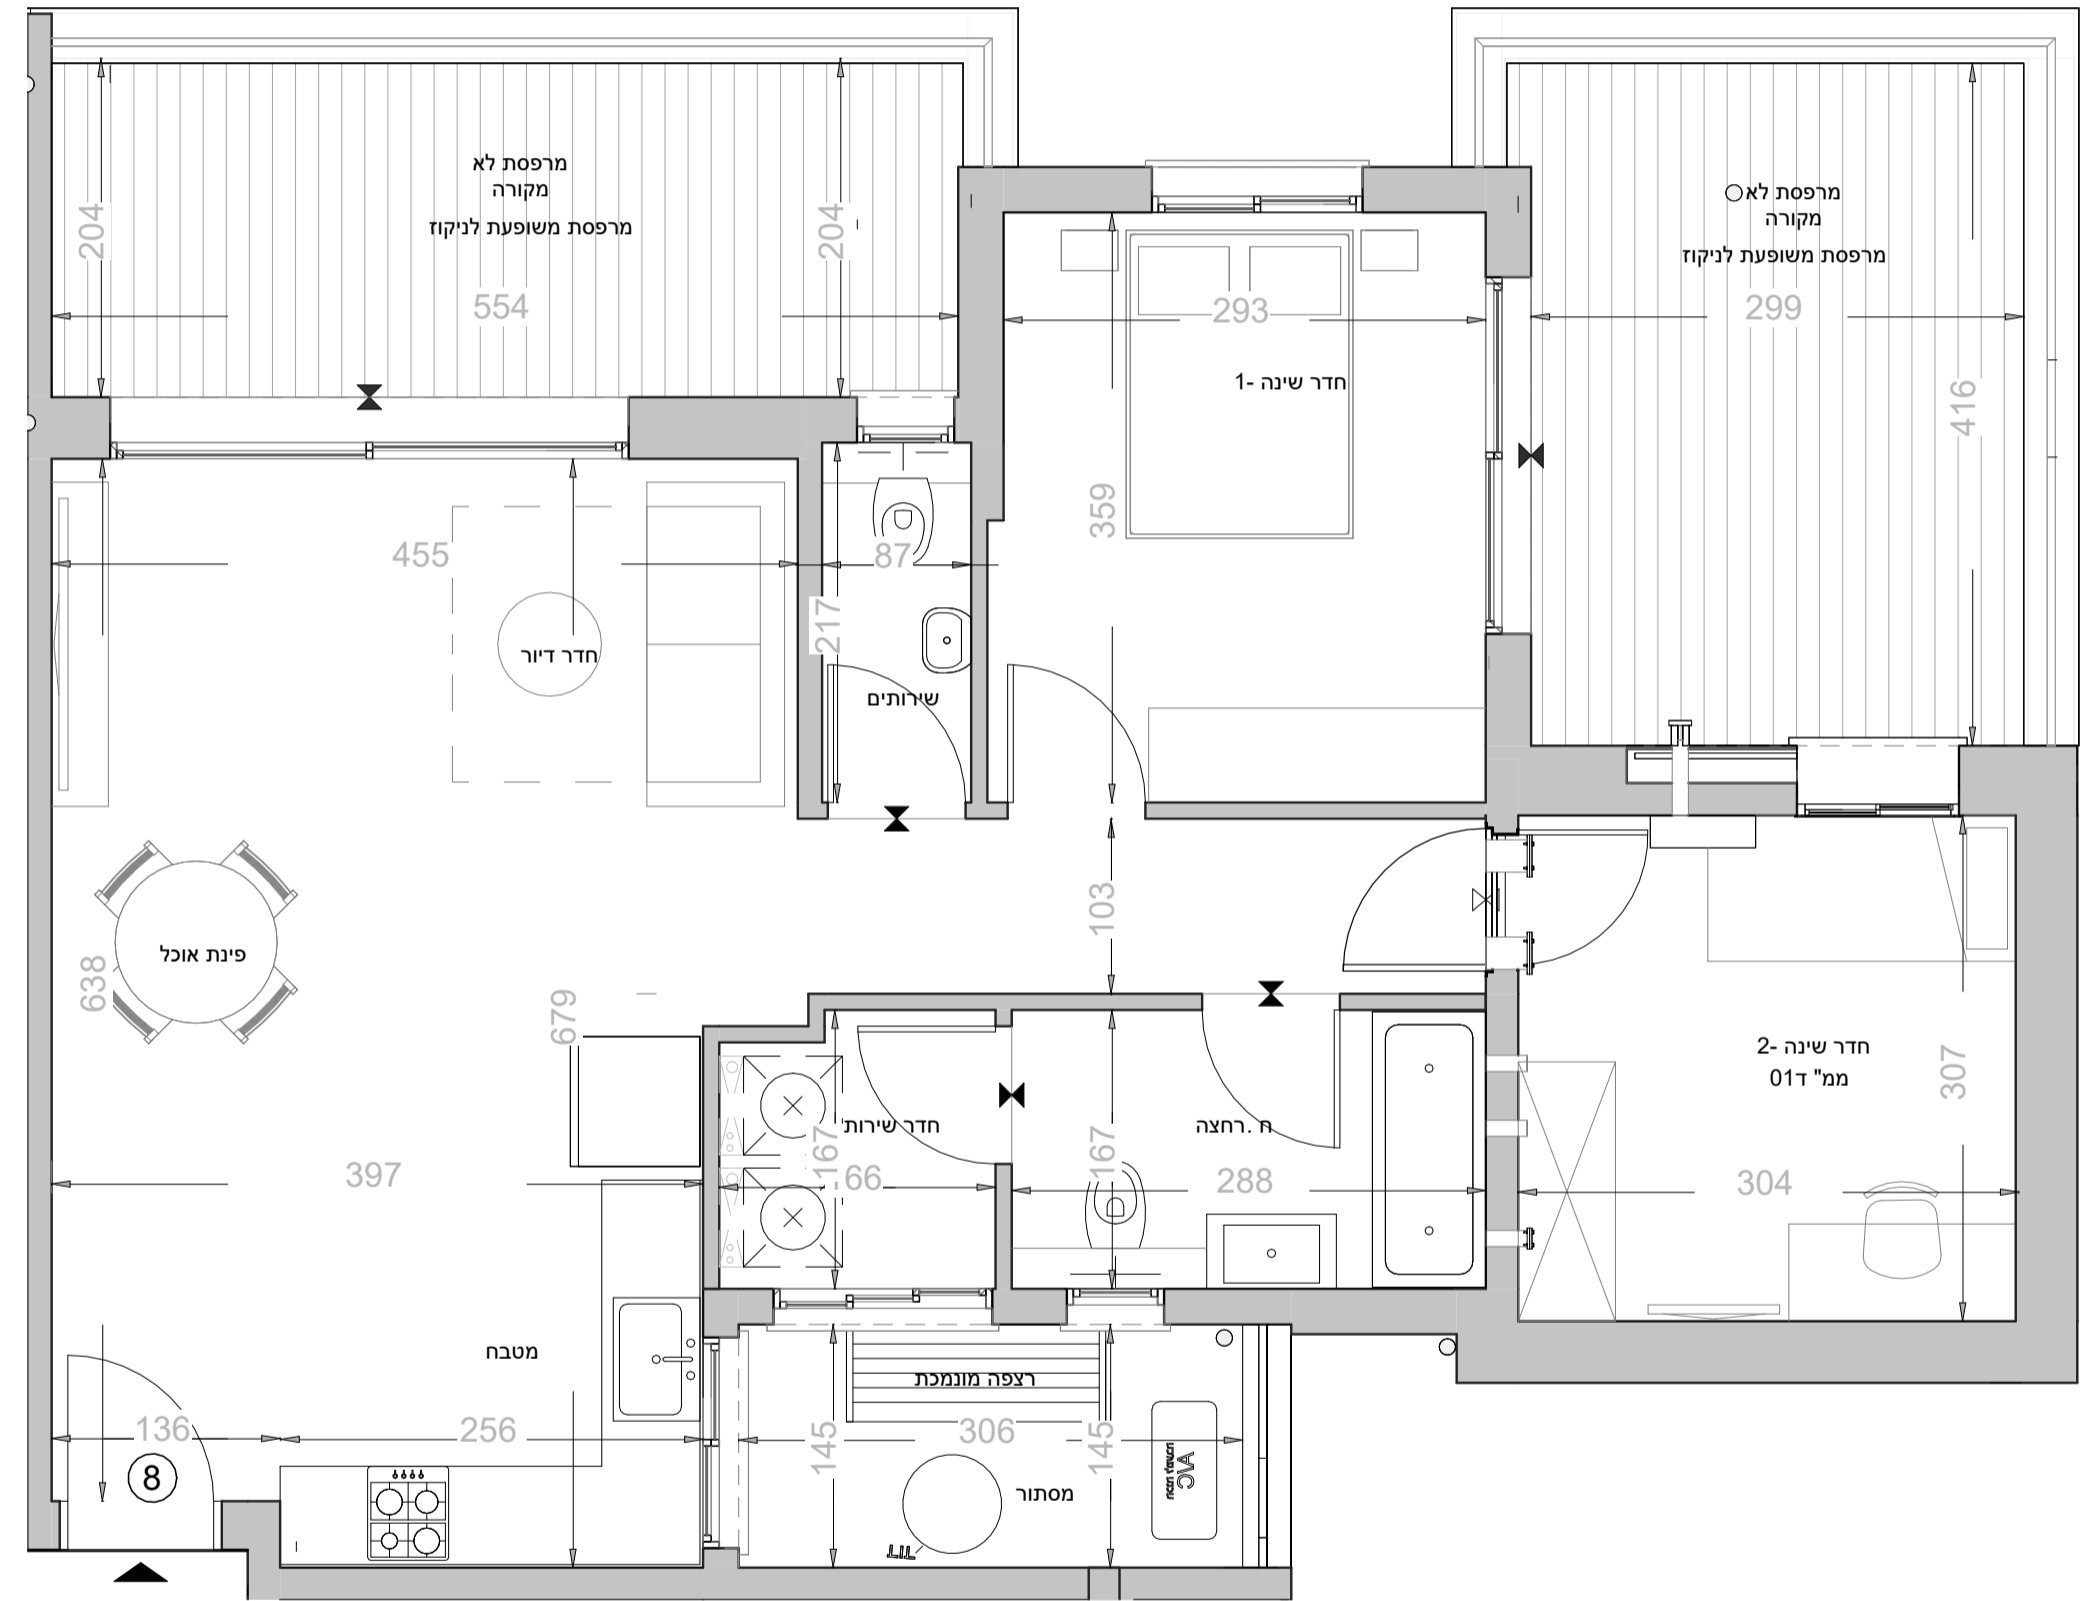 מרפסת לא
מקורה
מרפסת משופעת לניקוז
204
204
554
מרפסת לא
מקורה
מרפסת משופעת לניקוז
299
416
293
חדר שינה -1
359
455
87
217
חדר דיור
שירותים
103
פינת אוכל
638
679
חדר שירות
167
166
ח .רחצה
167
288
חדר שינה -2
ממ" ד01
307
304
397
מטבח
136
256
8
רצפה מונמכת
145
306
145
מסתור
A\C